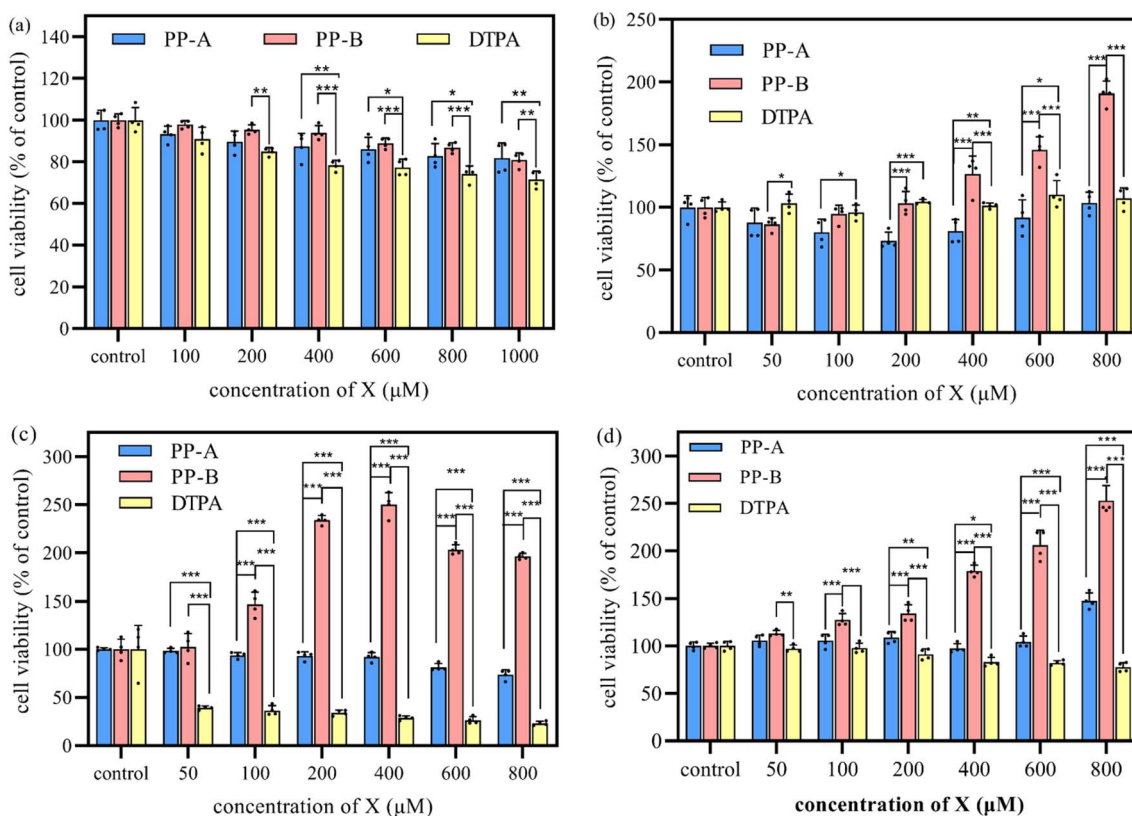 (a)
PP-A PP-B DTPA
cell viability (% of control)
100
80
60
40
20
0
** ** *** * *** * *** ** **
control 100 200 400 600 800 1000
concentration of X (μM)
(b)
PP-A
PP-B
DTPA
cell viability (% of control)
250
200
150
100
50
0
* * *** *** ** *** *** * *** *** *** ***
control 50 100 200 400 600 800
concentration of X (μM)
(c)
PP-A
PP-B
DTPA
cell viability (% of control)
300
250
200
150
100
50
0
*** *** *** *** *** *** *** *** *** *** *** *** *** *** *** *** ***
control 50 100 200 400 600 800
concentration of X (μM)
(d)
PP-A
PP-B
DTPA
cell viability (% of control)
300
250
200
150
100
50
0
** *** *** ** *** *** * *** *** *** *** *** *** *** ***
control 50 100 200 400 600 800
concentration of X (μM)